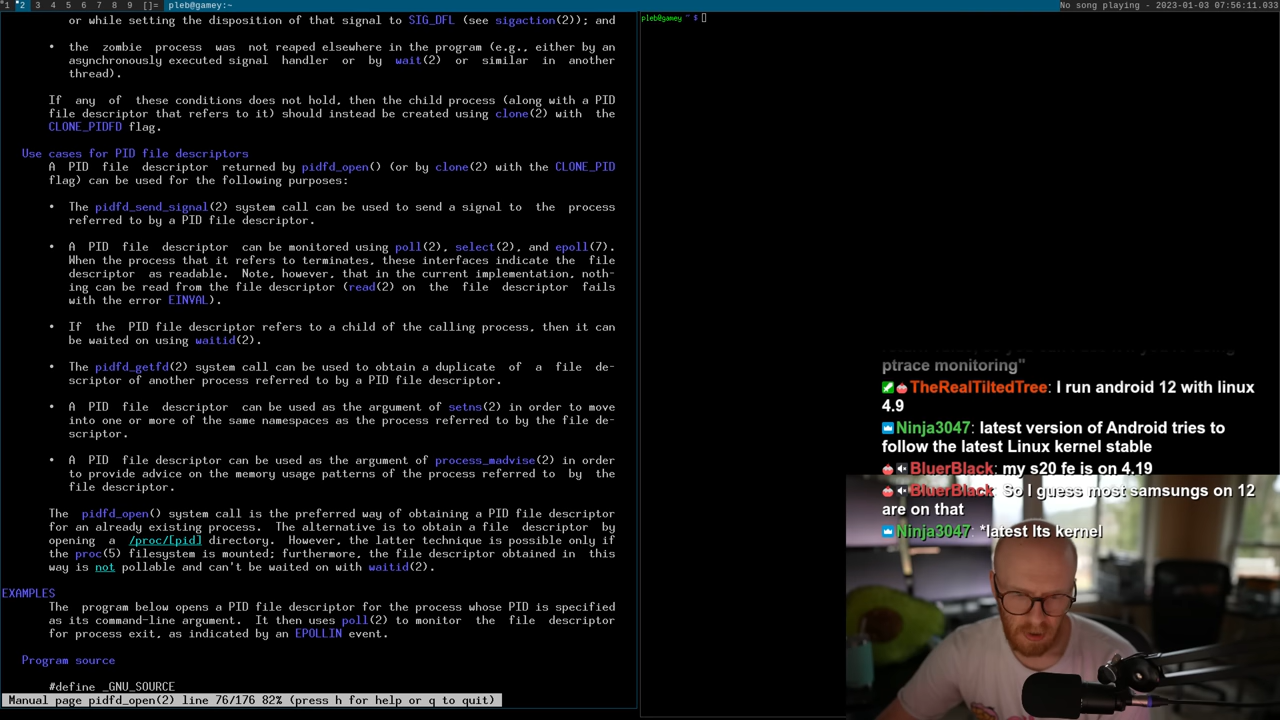 1 2 3 4 5 6 7 8 9 []= pleb@gamey:~
No song playing - 2023-01-03 07:56:11.033
or while setting the disposition of that signal to SIG_DFL (see sigaction(2)); and
• the zombie process was not reaped elsewhere in the program (e.g., either by an
asynchronously executed signal handler or by wait(2) or similar in another
thread).
If any of these conditions does not hold, then the child process (along with a PID
file descriptor that refers to it) should instead be created using clone(2) with the
CLONE_PIDFD flag.
Use cases for PID file descriptors
A PID file descriptor returned by pidfd_open() (or by clone(2) with the CLONE_PID
flag) can be used for the following purposes:
• The pidfd_send_signal(2) system call can be used to send a signal to the process
referred to by a PID file descriptor.
• A PID file descriptor can be monitored using poll(2), select(2), and epoll(7).
When the process that it refers to terminates, these interfaces indicate the file
descriptor as readable. Note, however, that in the current implementation, noth-
ing can be read from the file descriptor (read(2) on the file descriptor fails
with the error EINVAL).
• If the PID file descriptor refers to a child of the calling process, then it can
be waited on using waitid(2).
• The pidfd_getfd(2) system call can be used to obtain a duplicate of a file de-
scriptor of another process referred to by a PID file descriptor.
• A PID file descriptor can be used as the argument of setns(2) in order to move
into one or more of the same namespaces as the process referred to by the file de-
scriptor.
• A PID file descriptor can be used as the argument of process_madvise(2) in order
to provide advice on the memory usage patterns of the process referred to by the
file descriptor.
The pidfd_open() system call is the preferred way of obtaining a PID file descriptor
for an already existing process. The alternative is to obtain a file descriptor by
opening a /proc/[pid] directory. However, the latter technique is possible only if
the proc(5) filesystem is mounted; furthermore, the file descriptor obtained in this
way is not pollable and can't be waited on with waitid(2).
EXAMPLES
The program below opens a PID file descriptor for the process whose PID is specified
as its command-line argument. It then uses poll(2) to monitor the file descriptor
for process exit, as indicated by an EPOLLIN event.
Program source
#define _GNU_SOURCE
Manual page pidfd_open(2) line 76/176 82% (press h for help or q to quit)
pleb@gamey ~ $
ptrace monitoring"
TheRealTiltedTree: I run android 12 with linux
4.9
Ninja3047: latest version of Android tries to
follow the latest Linux kernel stable
BluerBlack: my s20 fe is on 4.19
BluerBlack: So I guess most samsungs on 12
are on that
Ninja3047: *latest lts kernel